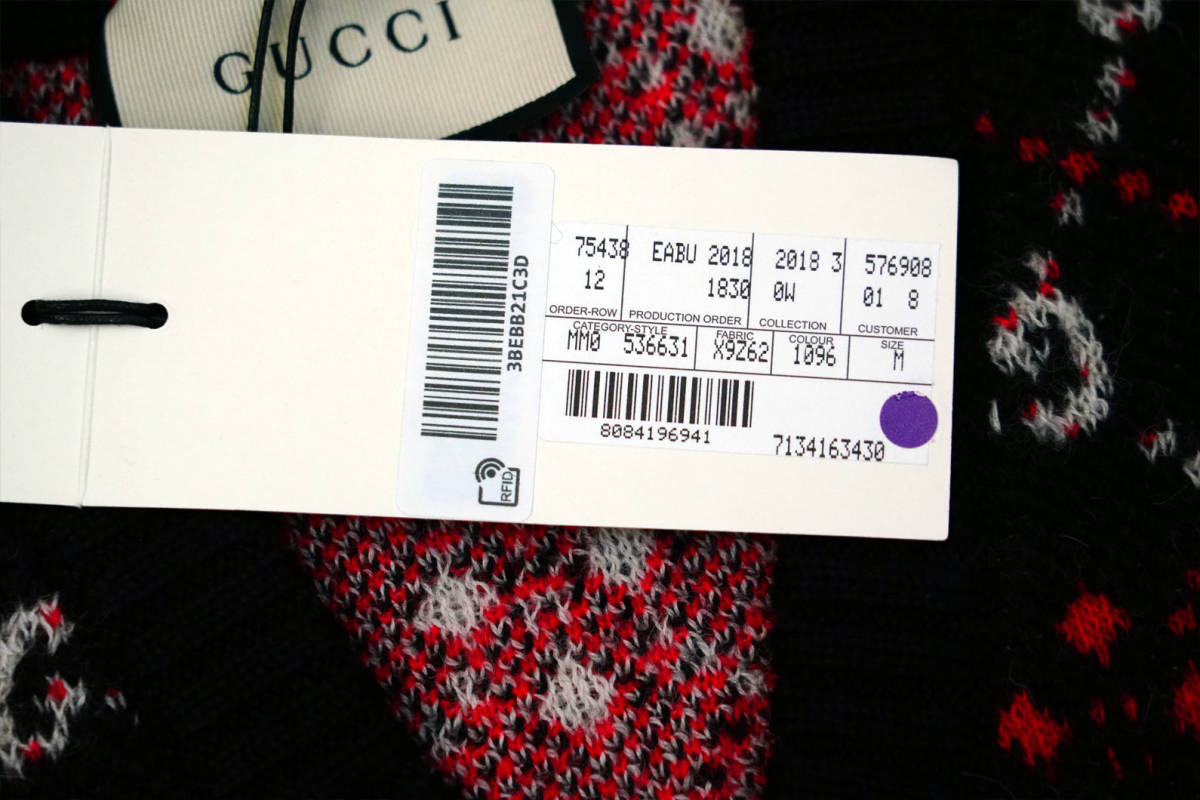 GUCCI
3BEBB21C3D
RFID
75438 EABU 2018 2018 3 576908
12 1830 0W 01 8
ORDER-ROW PRODUCTION ORDER COLLECTION CUSTOMER
CATEGORY-STYLE FABRIC COLOUR SIZE
MM0 536631 X9Z62 1096 M
8084196941
7134163430